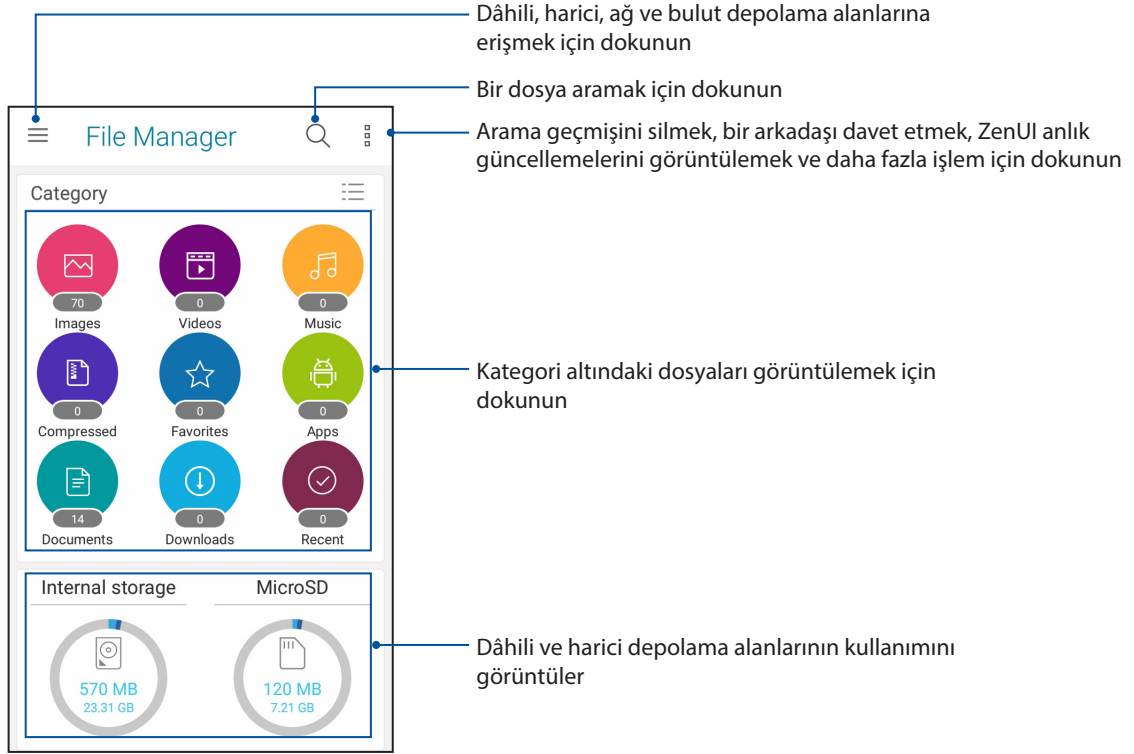 Dâhili, harici, ağ ve bulut depolama alanlarına
erişmek için dokunun
Bir dosya aramak için dokunun
Arama geçmişini silmek, bir arkadaşı davet etmek, ZenUI anlık
güncellemelerini görüntülemek ve daha fazla işlem için dokunun
File Manager
Category
70
0
0
Images
Videos
Music
0
0
0
Compressed
Favorites
Apps
14
0
0
Documents
Downloads
Recent
Kategori altındaki dosyaları görüntülemek için
dokunun
Internal storage
MicroSD
570 MB
23.31 GB
120 MB
7.21 GB
Dâhili ve harici depolama alanlarının kullanımını
görüntüler